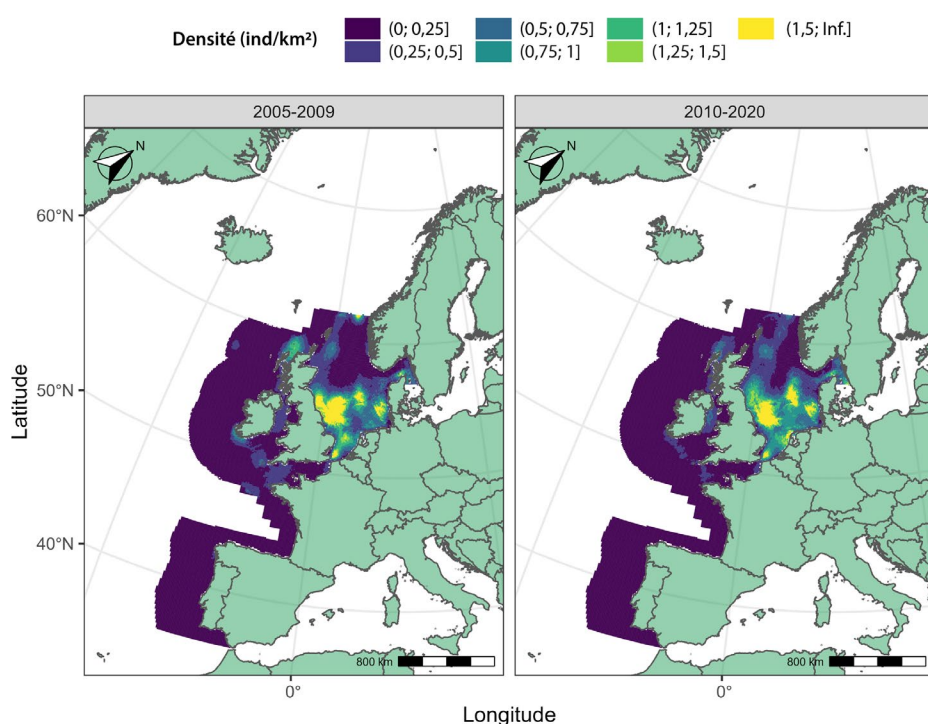 Densité (ind/km²)
(0; 0,25]
(0,5; 0,75]
(1; 1,25]
(1,5; Inf.]
(0,25; 0,5]
(0,75; 1]
(1,25; 1,5]
2005-2009
2010-2020
N
N
60°N
50°N
40°N
Latitude
800 km
800 km
0°
0°
Longitude